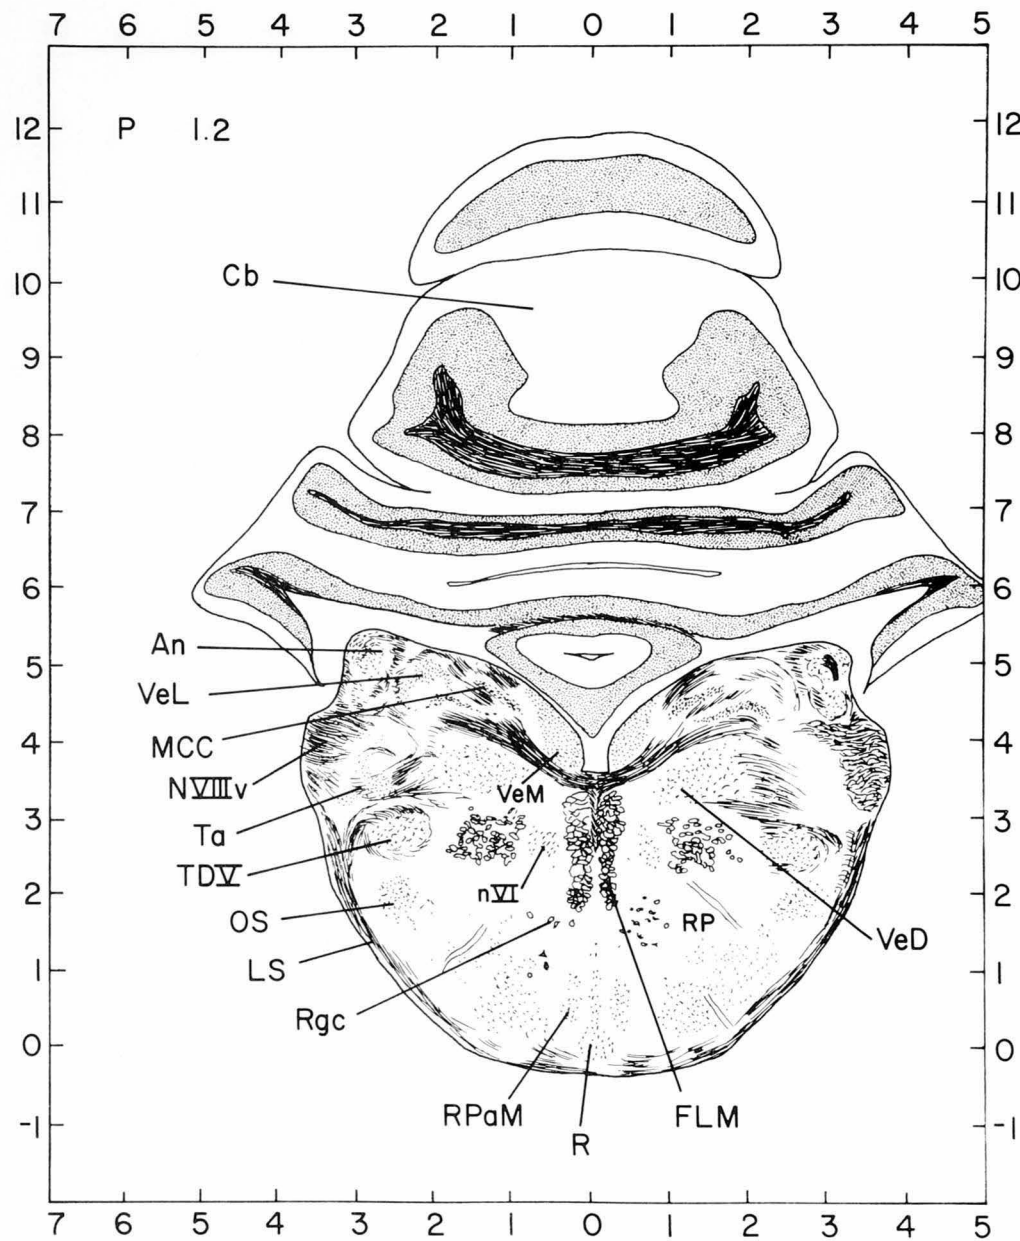 7 6 5 4 3 2 1 0 1 2 3 4 5
P 1.2
12 12
11 11
10 10
9 9
8 8
7 7
6 6
5 5
4 4
3 3
2 2
1 1
0 0
-1 -1
Cb
An
VeL
MCC
NVIIIv
VeM
Ta
TDV
nVI
OS
RP
VeD
LS
Rgc
RPaM
FLM
R
7 6 5 4 3 2 1 0 1 2 3 4 5